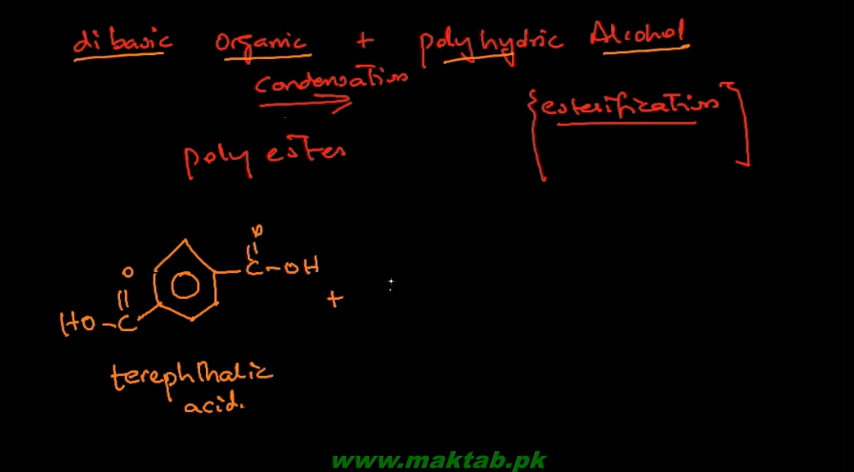 dibasic organic + polyhydric Alcohol
Condensation
{esterification]
polyester
O
C-OH
O
HO-C
+
terephthalic
acid.
www.maktab.pk